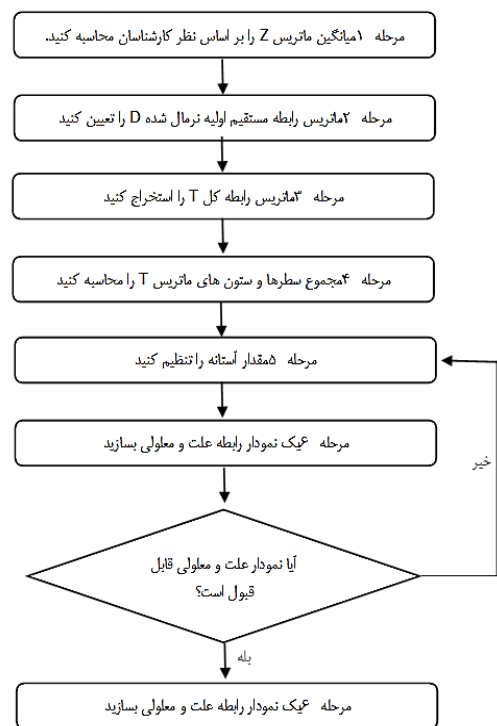 مرحله ۱میانگین ماتریس Z را بر اساس نظر کارشناسان محاسبه کنید.
مرحله ۲ماتریس رابطه مستقیم اولیه نرمال شده D را تعیین کنید
مرحله ۳ماتریس رابطه کل T را استخراج کنید
مرحله ۴مجموع سطرها و ستون های ماتریس T را محاسبه کنید
مرحله ۵مقدار آستانه را تنظیم کنید
مرحله ۶یک نمودار رابطه علت و معلولی بسازید
خیر
آیا نمودار علت و معلولی قابل
قبول است؟
بله
مرحله ۶یک نمودار رابطه علت و معلولی بسازید